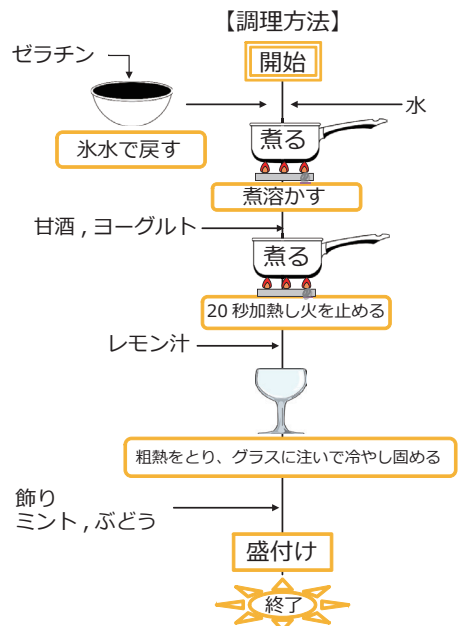 【調理方法】
ゼラチン
開始
水
氷水で戻す
煮る
煮溶かす
甘酒 , ヨーグルト
煮る
20 秒加熱し火を止める
レモン汁
粗熱をとり、グラスに注いで冷やし固める
飾り
ミント , ぶどう
盛付け
終了